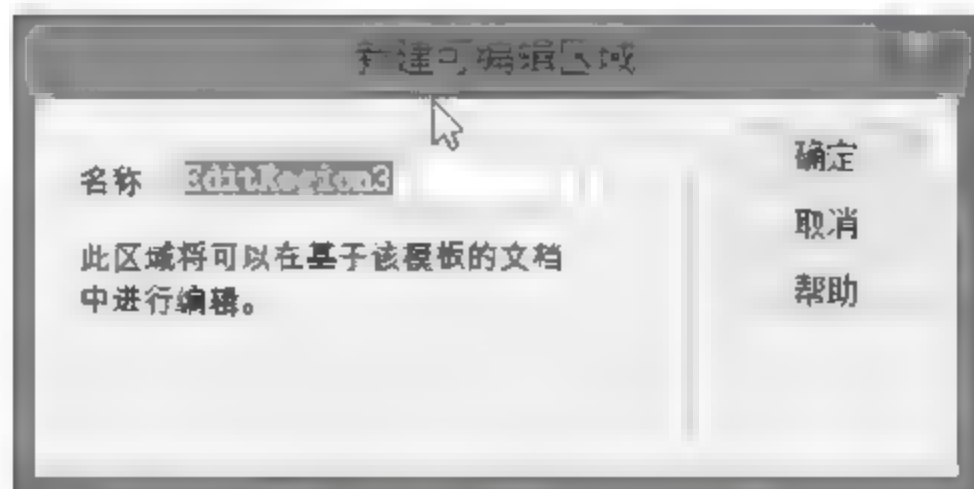 新建可编辑区域
名称 EditRegion3
确定
取消
此区域将可以在基于该模板的文档
中进行编辑。
帮助